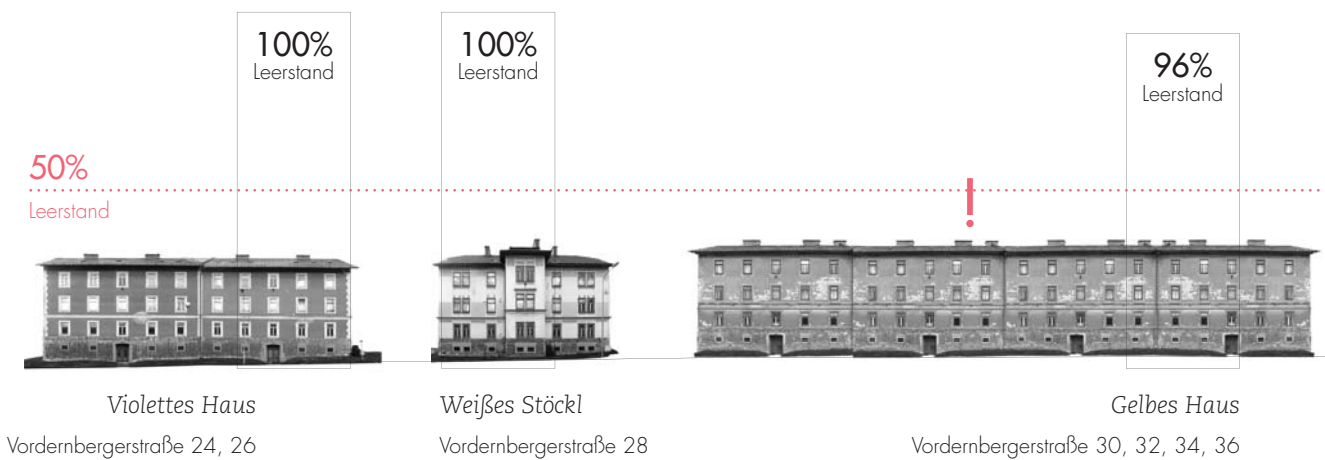 100%
Leerstand
100%
Leerstand
96%
Leerstand
50%
Leerstand
!
Violettes Haus
Vordernbergerstraße 24, 26
Weißes Stöckl
Vordernbergerstraße 28
Gelbes Haus
Vordernbergerstraße 30, 32, 34, 36